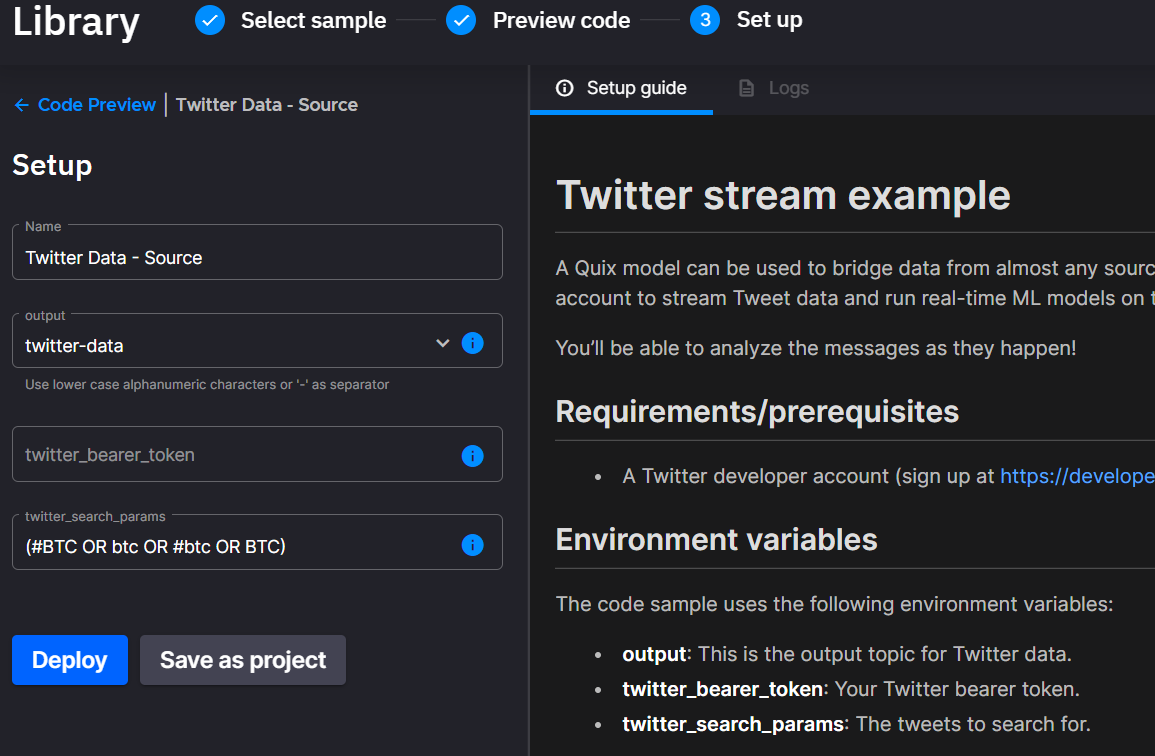 Library
Select sample
Preview code
3
Set up
Code Preview | Twitter Data - Source
Setup
Name
Twitter Data - Source
output
twitter-data
Use lower case alphanumeric characters or '-' as separator
twitter_bearer_token
twitter_search_params
(#BTC OR btc OR #btc OR BTC)
Deploy
Save as project
Setup guide
Logs
Twitter stream example
A Quix model can be used to bridge data from almost any sourc
account to stream Tweet data and run real-time ML models on t
You’ll be able to analyze the messages as they happen!
Requirements/prerequisites
• A Twitter developer account (sign up at https://develope
Environment variables
The code sample uses the following environment variables:
• output: This is the output topic for Twitter data.
• twitter_bearer_token: Your Twitter bearer token.
• twitter_search_params: The tweets to search for.